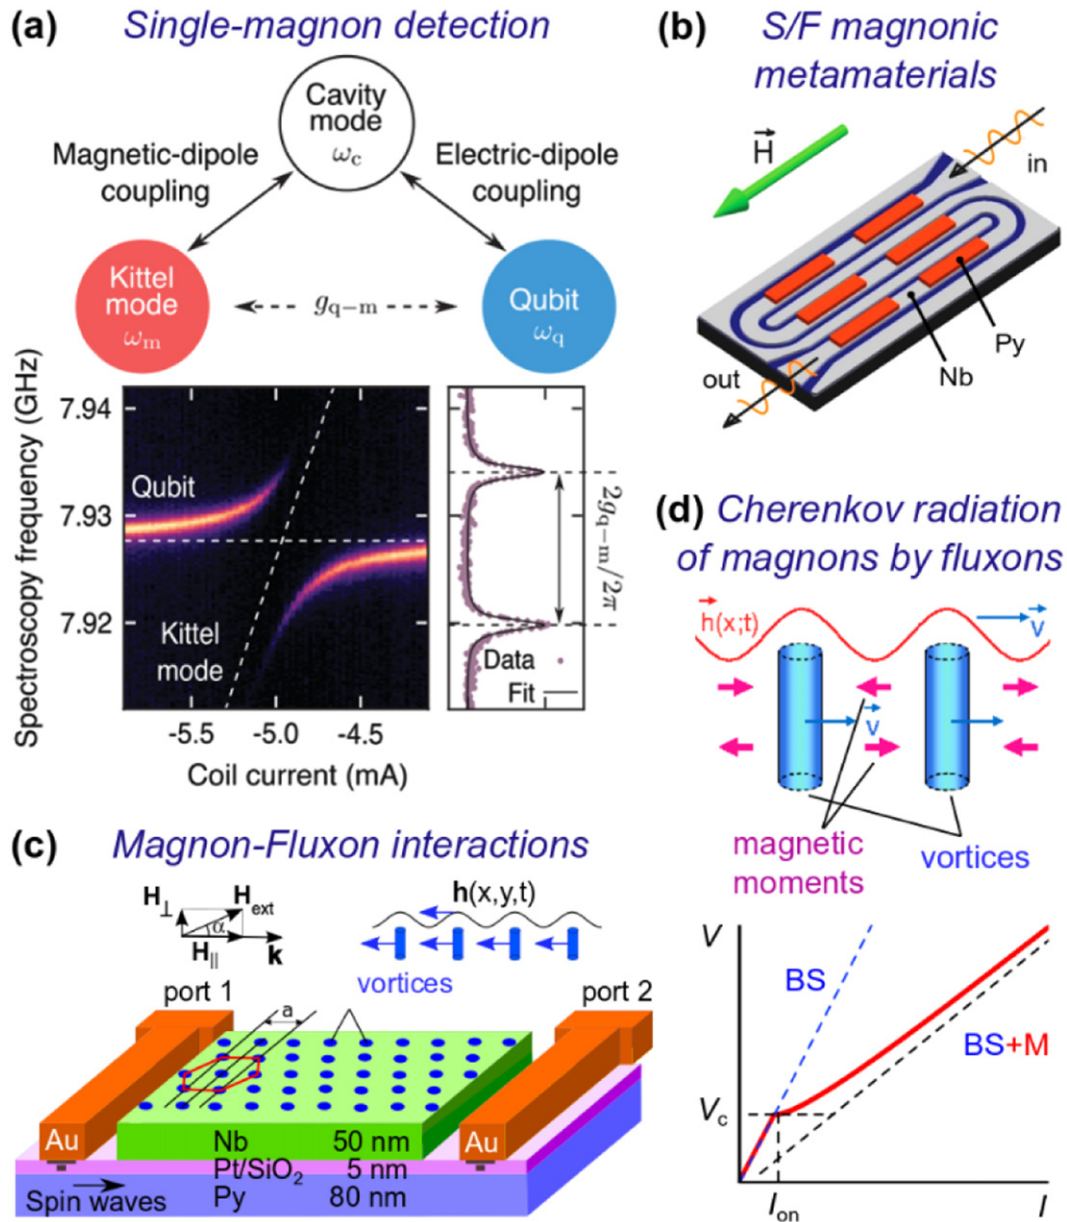 (a) Single-magnon detection
Cavity
mode
ωc
Magnetic-dipole
coupling
Electric-dipole
coupling
Kittel
mode
ωm
gq−m
Qubit
ωq
Spectroscopy frequency (GHz)
7.94
7.93
7.92
Qubit
Kittel
mode
-5.5 -5.0 -4.5
Coil current (mA)
2gq−m/2π
Data
Fit
(b) S/F magnonic
metamaterials
H
in
out
Py
Nb
(c) Magnon-Fluxon interactions
H⊥
Hext
α
H||
k
h(x,y,t)
vortices
port 1
port 2
a
Au
Au
Nb 50 nm
Pt/SiO2 5 nm
Py 80 nm
Spin waves
(d) Cherenkov radiation
of magnons by fluxons
h(x;t)
v
v
magnetic
moments
vortices
V
BS
BS+M
Vc
Ion
I